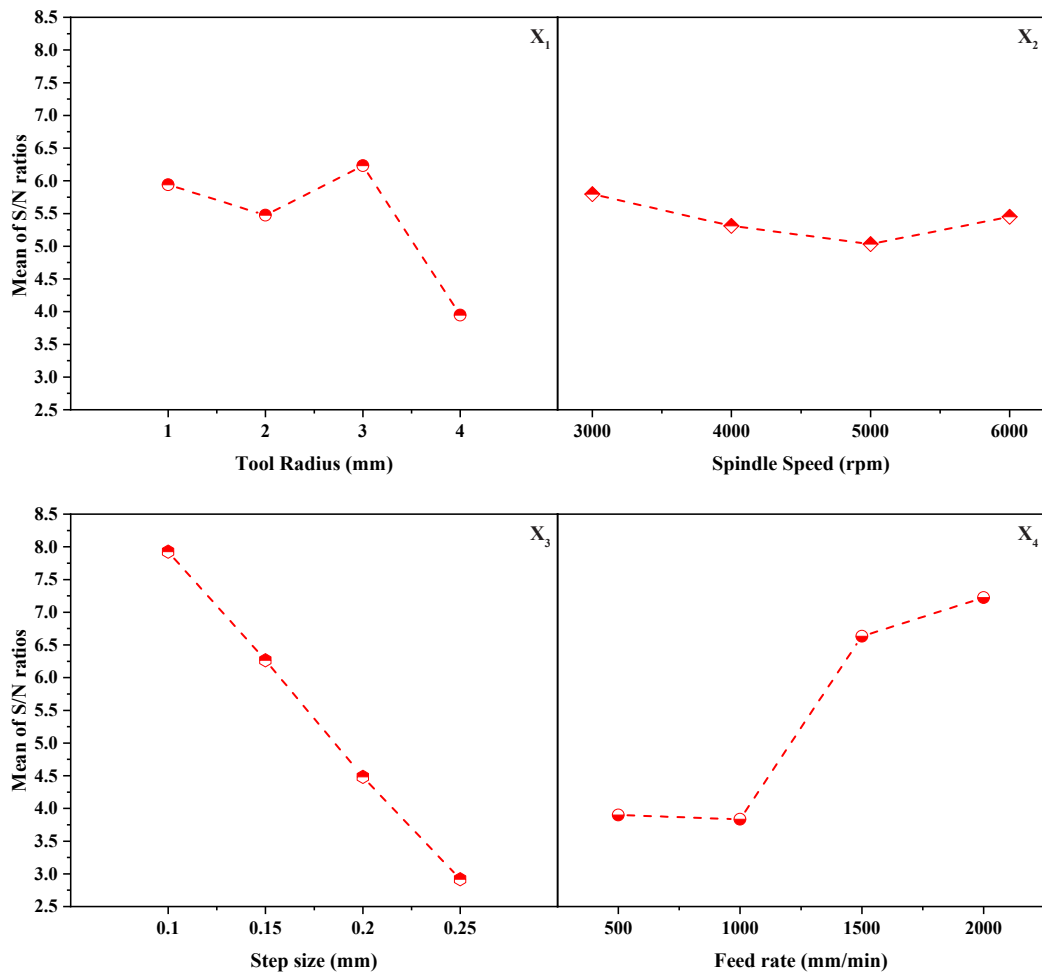 X1
X2
Mean of S/N ratios
8.5
8.0
7.5
7.0
6.5
6.0
5.5
5.0
4.5
4.0
3.5
3.0
2.5
1 2 3 4
3000 4000 5000 6000
Tool Radius (mm)
Spindle Speed (rpm)
X3
X4
Mean of S/N ratios
8.5
8.0
7.5
7.0
6.5
6.0
5.5
5.0
4.5
4.0
3.5
3.0
2.5
0.1 0.15 0.2 0.25
500 1000 1500 2000
Step size (mm)
Feed rate (mm/min)